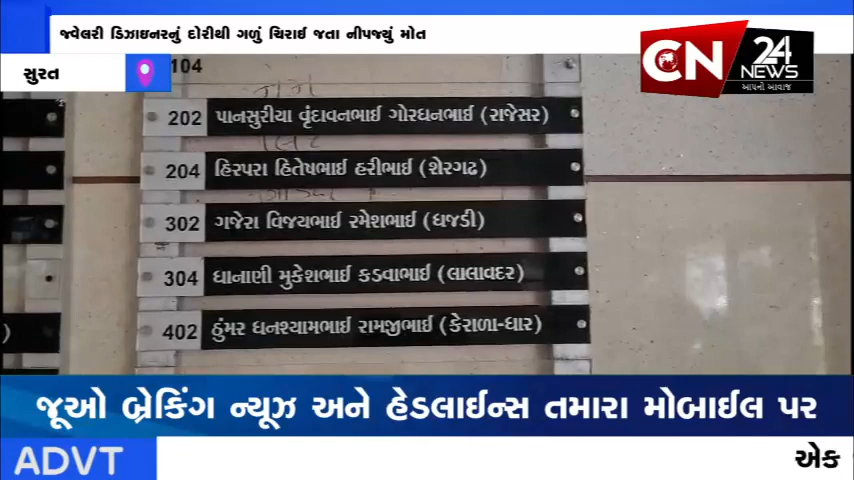 જ્વેલરી ડિઝાઇનરનું દોરીથી ગળું ચિરાઈ જતા નીપજ્યું મોત
સુરત
CN 24 NEWS
આપનો અવાજ
104
202 પાનસુરીયા વૃંદાવનભાઈ ગોરધનભાઈ (રાજેસર)
204 હિરપરા હિતેષભાઈ હરીભાઈ (શેરગઢ)
302 ગજેરા વિજયભાઈ રમેશભાઈ (ધજડી)
304 ધાનાણી મુકેશભાઈ કડવાભાઈ (લાલાવદર)
402 ઠુંમર ઘનશ્યામભાઈ રામજીભાઈ (કેરાળા-ધાર)
જૂઓ બ્રેકિંગ ન્યૂઝ અને હેડલાઈન્સ તમારા મોબાઈલ પર
ADVT
એક